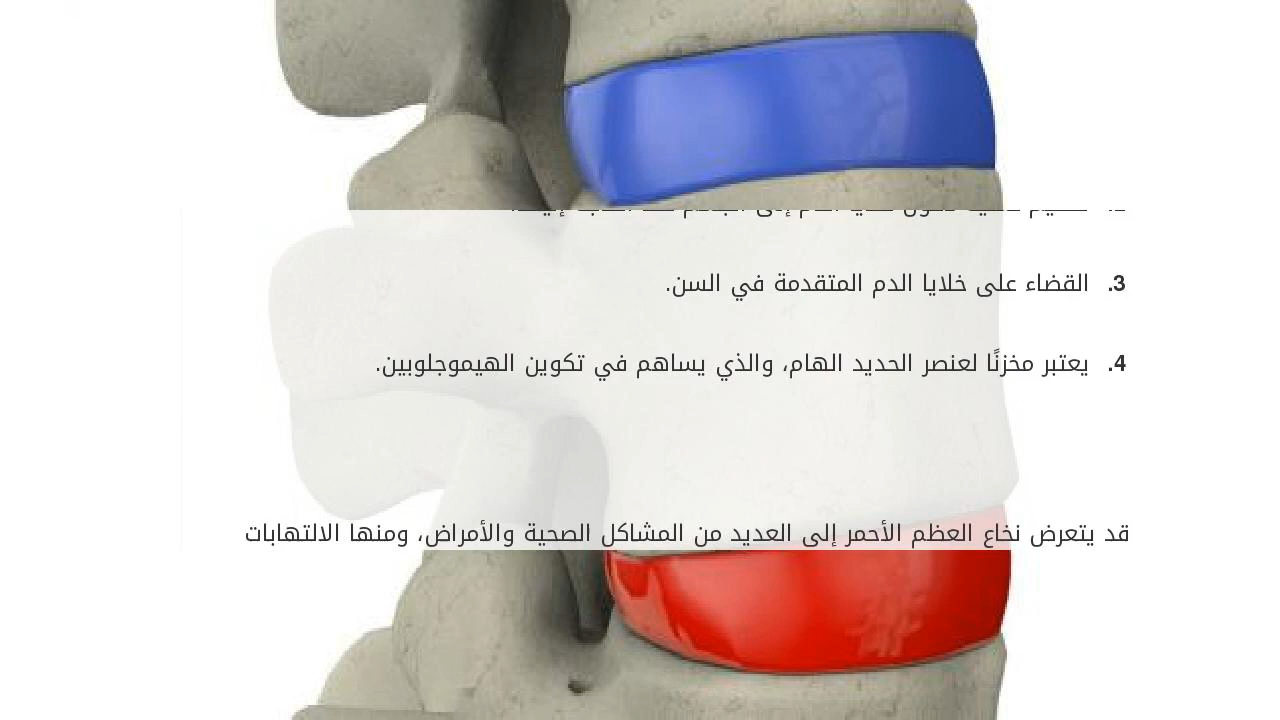 3. القضاء على خلايا الدم المتقدمة في السن.
4. يعتبر مخزنًا لعنصر الحديد الهام، والذي يساهم في تكوين الهيموجلوبين.
قد يتعرض نخاع العظم الأحمر إلى العديد من المشاكل الصحية والأمراض، ومنها الالتهابات